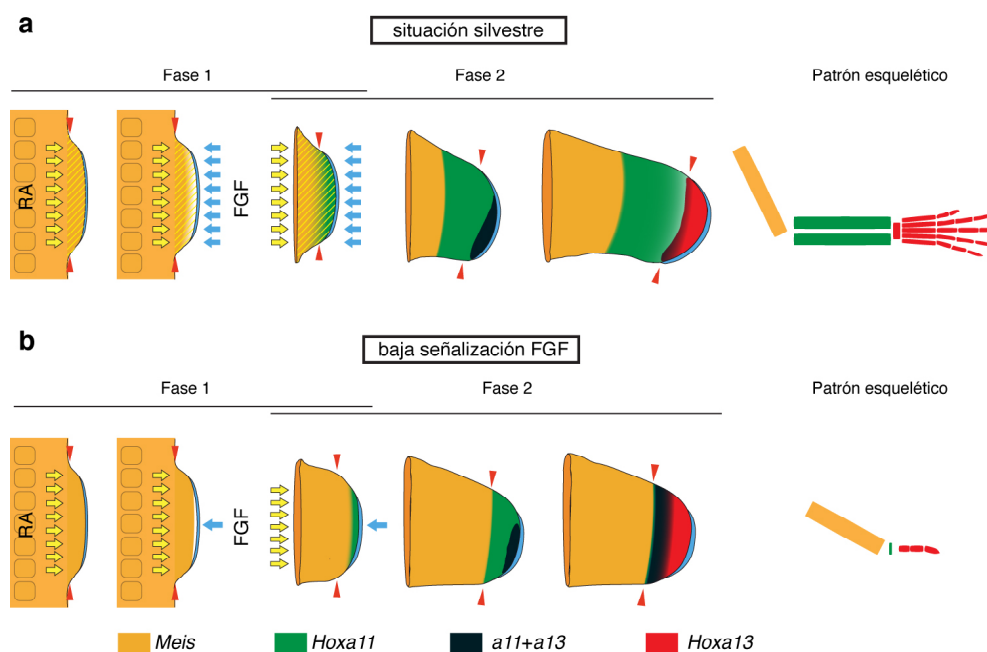 a
situación silvestre
Fase 1
Fase 2
Patrón esquelético
RA
FGF
b
baja señalización FGF
Fase 1
Fase 2
Patrón esquelético
RA
FGF
Meis
Hoxa11
a11+a13
Hoxa13